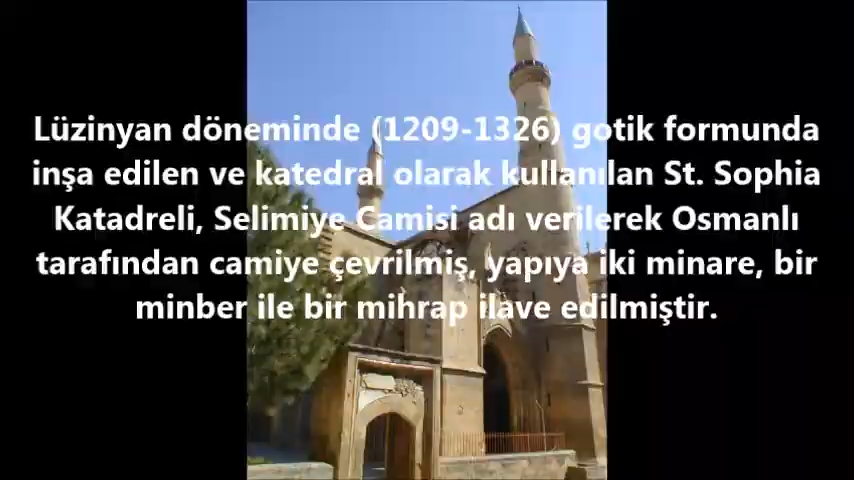 Lüzinyan döneminde (1209-1326) gotik formunda
inşa edilen ve katedral olarak kullanılan St. Sophia
Katadreli, Selimiye Camisi adı verilerek Osmanlı
tarafından camiye çevrilmiş, yapıya iki minare, bir
minber ile bir mihrap ilave edilmiştir.